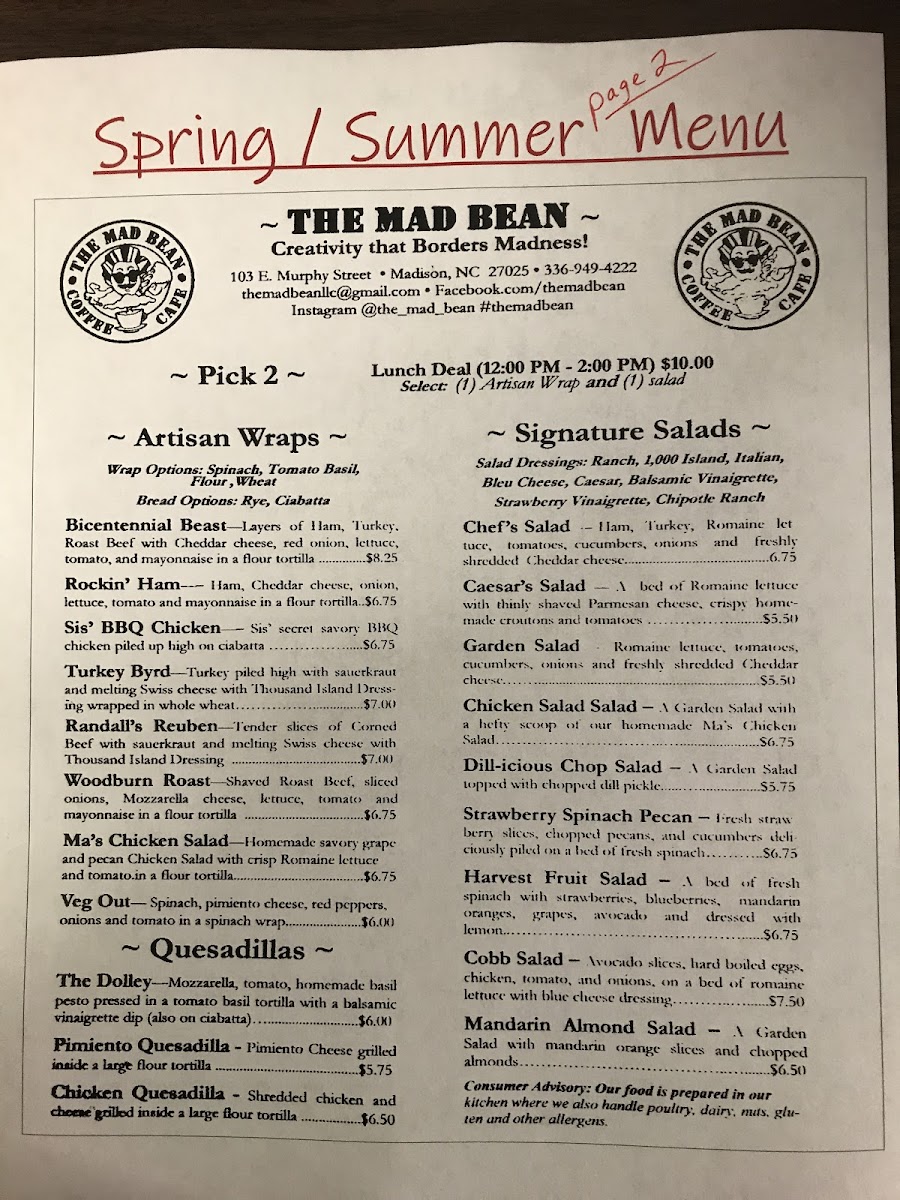 page 2
Spring / Summer Menu
THE MAD BEAN
COFFEE CAFE
~ THE MAD BEAN ~
Creativity that Borders Madness!
103 E. Murphy Street • Madison, NC 27025 • 336-949-4222
themadbeanllc@gmail.com • Facebook.com/themadbean
Instagram @the_mad_bean #themadbean
THE MAD BEAN
COFFEE CAFE
~ Pick 2 ~
Lunch Deal (12:00 PM - 2:00 PM) $10.00
Select: (1) Artisan Wrap and (1) salad
~ Artisan Wraps ~
Wrap Options: Spinach, Tomato Basil,
Flour , Wheat
Bread Options: Rye, Ciabatta
Bicentennial Beast—Layers of Ham, Turkey,
Roast Beef with Cheddar cheese, red onion, lettuce,
tomato, and mayonnaise in a flour tortilla .............$8.25
Rockin' Ham--- Ham, Cheddar cheese, onion,
lettuce, tomato and mayonnaise in a flour tortilla..$6.75
Sis' BBQ Chicken— Sis' secret savory BBQ
chicken piled up high on ciabatta .....................$6.75
Turkey Byrd—Turkey piled high with sauerkraut
and melting Swiss cheese with Thousand Island Dress-
ing wrapped in whole wheat.............................$7.00
Randall's Reuben—Tender slices of Corned
Beef with sauerkraut and melting Swiss cheese with
Thousand Island Dressing ......................................$7.00
Woodburn Roast—Shaved Roast Beef, sliced
onions, Mozzarella cheese, lettuce, tomato and
mayonnaise in a flour tortilla ....................................$6.75
Ma's Chicken Salad—Homemade savory grape
and pecan Chicken Salad with crisp Romaine lettuce
and tomato.in a flour tortilla...............................$6.75
Veg Out— Spinach, pimiento cheese, red peppers,
onions and tomato in a spinach wrap..................$6.00
~ Quesadillas ~
The Dolley—Mozzarella, tomato, homemade basil
pesto pressed in a tomato basil tortilla with a balsamic
vinaigrette dip (also on ciabatta).........................$6.00
Pimiento Quesadilla - Pimiento Cheese grilled
inside a large flour tortilla ...................................$5.75
Chicken Quesadilla - Shredded chicken and
cheese grilled inside a large flour tortilla ...............$6.50
~ Signature Salads ~
Salad Dressings: Ranch, 1,000 Island, Italian,
Bleu Cheese, Caesar, Balsamic Vinaigrette,
Strawberry Vinaigrette, Chipotle Ranch
Chef's Salad -- Ham, Turkey, Romaine let
tuce, tomatoes, cucumbers, onions and freshly
shredded Cheddar cheese.....................................6.75
Caesar's Salad — A bed of Romaine lettuce
with thinly shaved Parmesan cheese, crispy home-
made croutons and tomatoes ...........................$5.50
Garden Salad - Romaine lettuce, tomatoes,
cucumbers, onions and freshly shredded Cheddar
cheese..............................................................$5.50
Chicken Salad Salad – A Garden Salad with
a hefty scoop of our homemade Ma's Chicken
Salad................................................................$6.75
Dill-icious Chop Salad – A Garden Salad
topped with chopped dill pickle........................$5.75
Strawberry Spinach Pecan – Fresh straw
berry slices, chopped pecans, and cucumbers deli-
ciously piled on a bed of fresh spinach............$6.75
Harvest Fruit Salad – A bed of fresh
spinach with strawberries, blueberries, mandarin
oranges, grapes, avocado and dressed with
lemon..............................................................$6.75
Cobb Salad – Avocado slices, hard boiled eggs,
chicken, tomato, and onions, on a bed of romaine
lettuce with blue cheese dressing.....................$7.50
Mandarin Almond Salad – A Garden
Salad with mandarin orange slices and chopped
almonds............................................................$6.50
Consumer Advisory: Our food is prepared in our
kitchen where we also handle poultry, dairy, nuts, glu-
ten and other allergens.